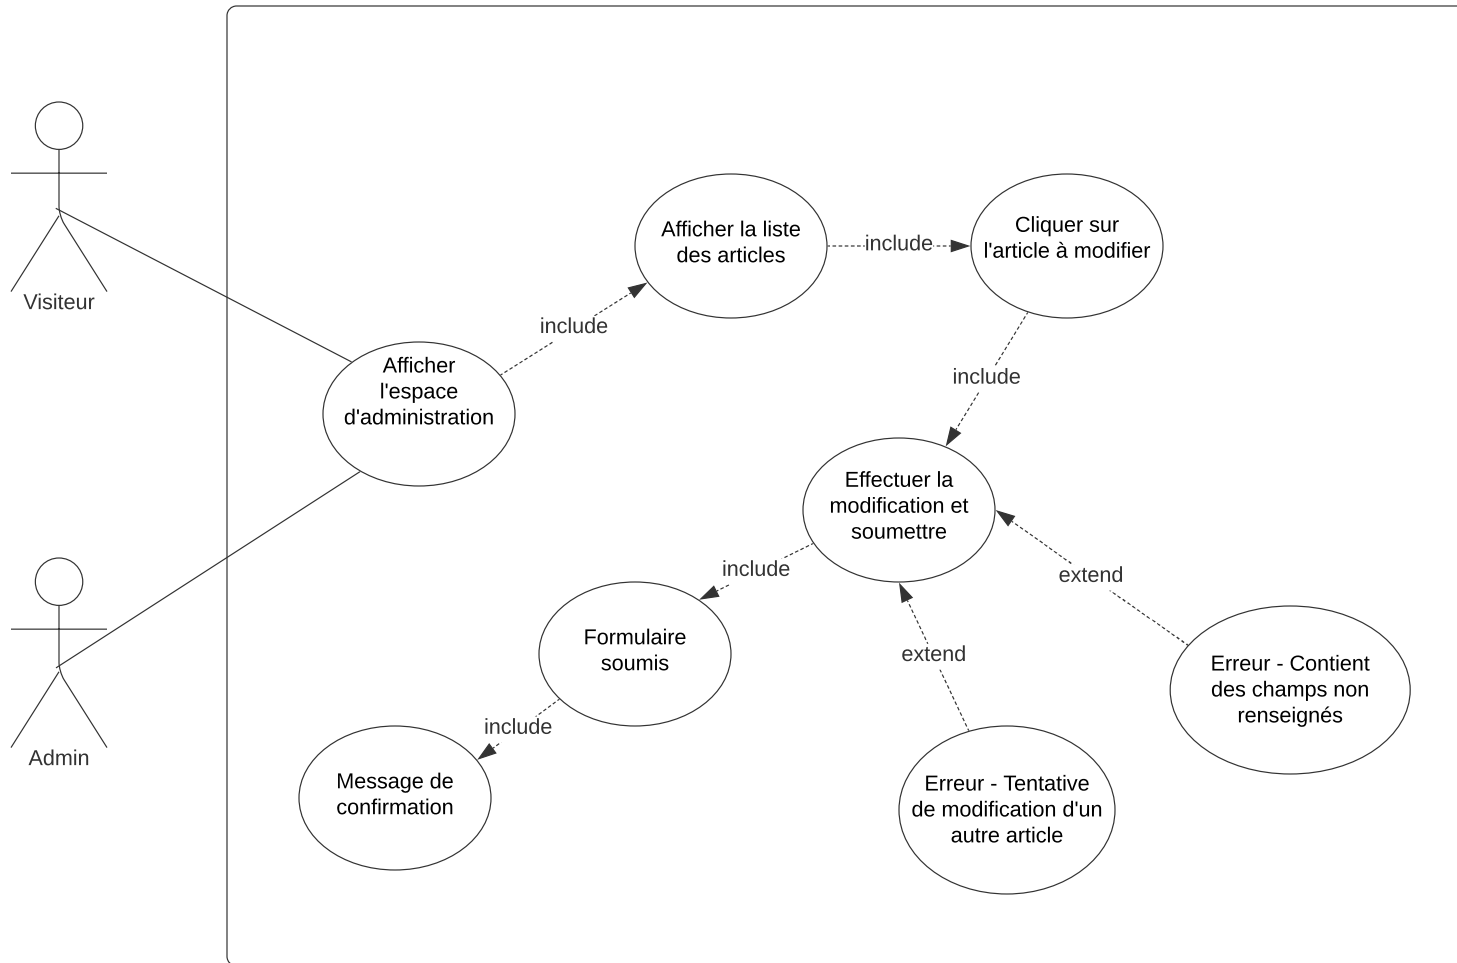 Visiteur
Admin
Afficher
l'espace
d'administration
include
Afficher la liste
des articles
include
Cliquer sur
l'article à modifier
include
Effectuer la
modification et
soumettre
include
Formulaire
soumis
include
Message de
confirmation
extend
Erreur - Tentative
de modification d'un
autre article
extend
Erreur - Contient
des champs non
renseignés